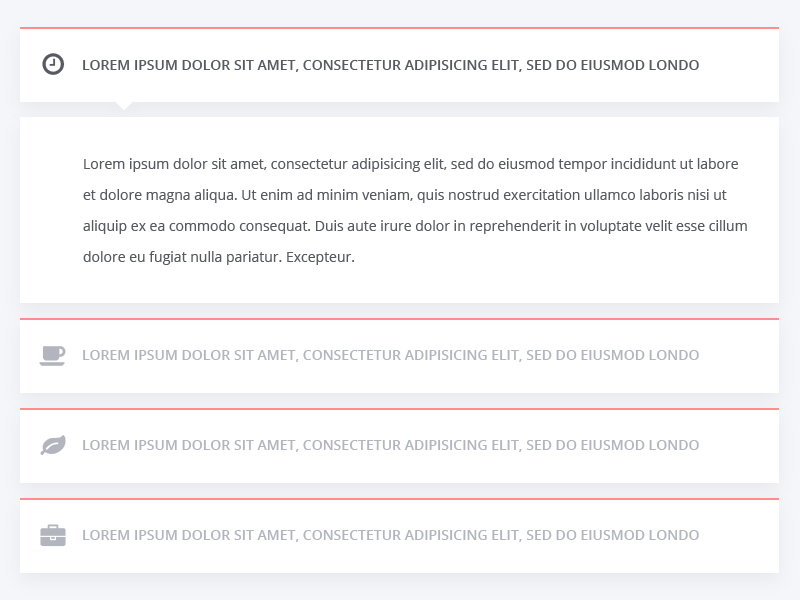 LOREM IPSUM DOLOR SIT AMET, CONSECTETUR ADIPISICING ELIT, SED DO EIUSMOD LONDO
Lorem ipsum dolor sit amet, consectetur adipisicing elit, sed do eiusmod tempor incididunt ut labore
et dolore magna aliqua. Ut enim ad minim veniam, quis nostrud exercitation ullamco laboris nisi ut
aliquip ex ea commodo consequat. Duis aute irure dolor in reprehenderit in voluptate velit esse cillum
dolore eu fugiat nulla pariatur. Excepteur.
LOREM IPSUM DOLOR SIT AMET, CONSECTETUR ADIPISICING ELIT, SED DO EIUSMOD LONDO
LOREM IPSUM DOLOR SIT AMET, CONSECTETUR ADIPISICING ELIT, SED DO EIUSMOD LONDO
LOREM IPSUM DOLOR SIT AMET, CONSECTETUR ADIPISICING ELIT, SED DO EIUSMOD LONDO